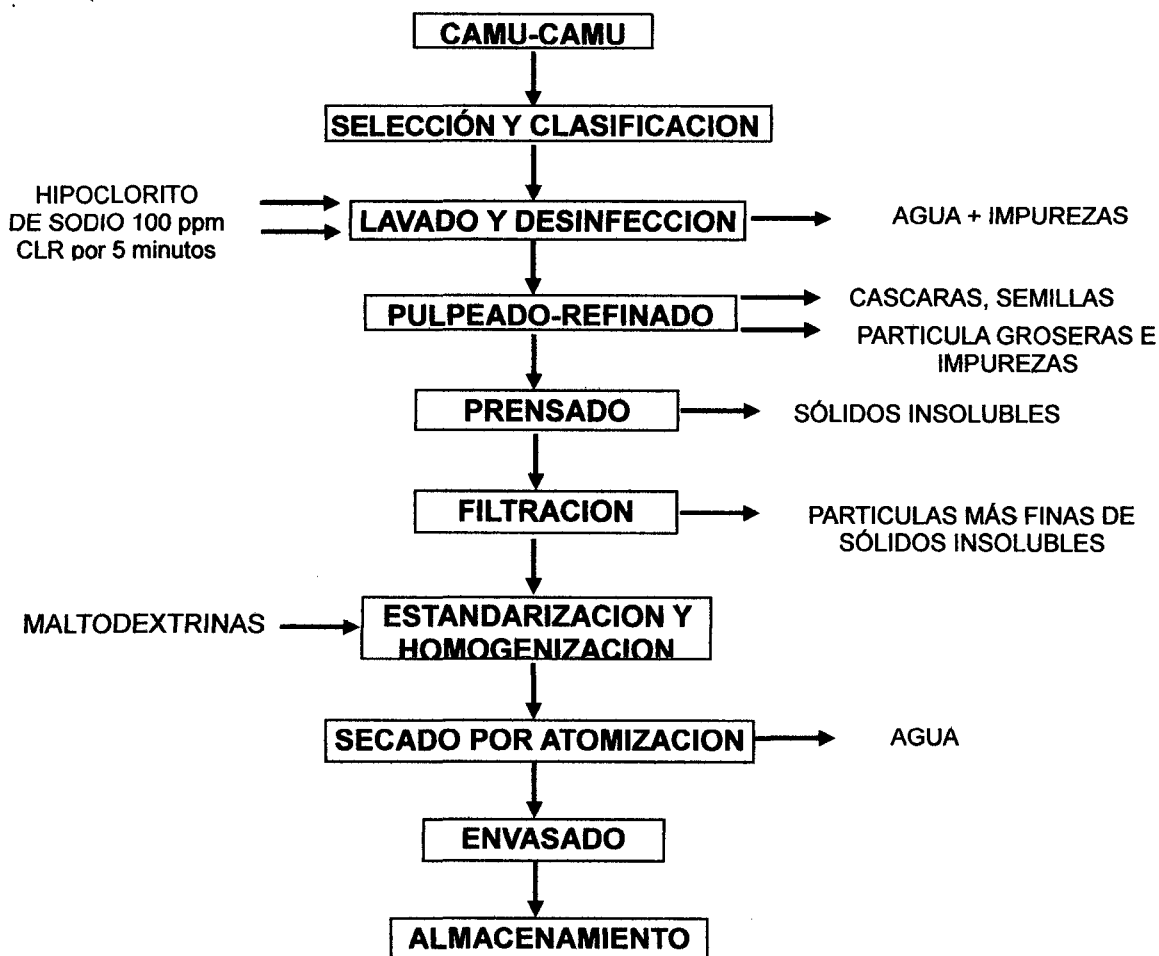 CAMU-CAMU
SELECCIÓN Y CLASIFICACION
HIPOCLORITO
DE SODIO 100 ppm
CLR por 5 minutos
LAVADO Y DESINFECCION
AGUA + IMPUREZAS
PULPEADO-REFINADO
CASCARAS, SEMILLAS
PARTICULA GROSERAS E
IMPUREZAS
PRENSADO
SÓLIDOS INSOLUBLES
FILTRACION
PARTICULAS MÁS FINAS DE
SÓLIDOS INSOLUBLES
MALTODEXTRINAS
ESTANDARIZACION Y
HOMOGENIZACION
SECADO POR ATOMIZACION
AGUA
ENVASADO
ALMACENAMIENTO